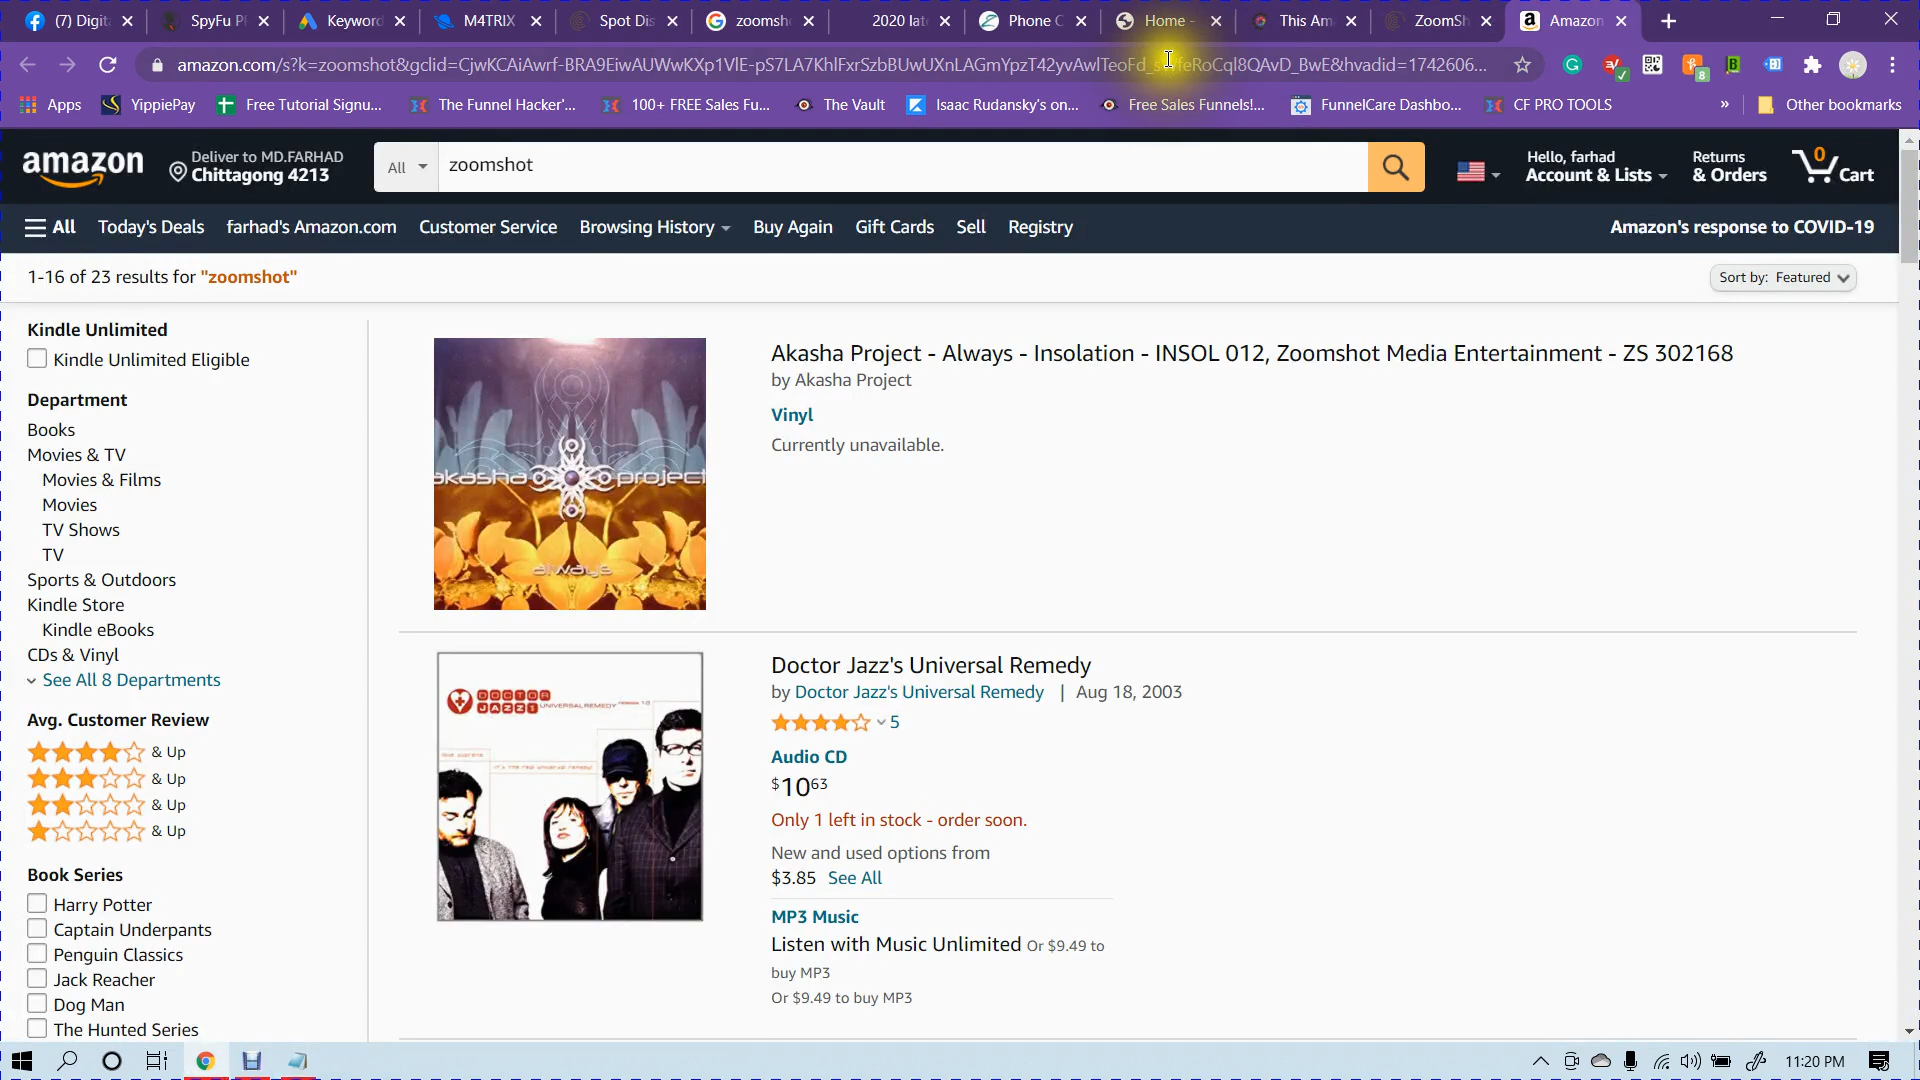 (7) Digita
SpyFu P
Keyword
M4TRIX
Spot Dis
zoomsho
2020 late
Phone C
Home -
This Am
ZoomSh
Amazon
amazon.com/s?k=zoomshot&gclid=
Apps
YippiePay
Free Tutorial Signu...
The Funnel Hacker'...
100+ FREE Sales Fu...
The Vault
Isaac Rudansky's on...
Free Sales Funnels!...
FunnelCare Dashbo...
CF PRO TOOLS
»
Other bookmarks
amazon
Deliver to MD.FARHAD
Chittagong 4213
All
zoomshot
Hello, farhad
Account & Lists
Returns
& Orders
0
Cart
All
Today's Deals
farhad's Amazon.com
Customer Service
Browsing History
Buy Again
Gift Cards
Sell
Registry
Amazon's response to COVID-19
1-16 of 23 results for "zoomshot"
Sort by: Featured
Kindle Unlimited
Kindle Unlimited Eligible
Department
Books
Movies & TV
Movies & Films
Movies
TV Shows
TV
Sports & Outdoors
Kindle Store
Kindle eBooks
CDs & Vinyl
See All 8 Departments
Avg. Customer Review
& Up
& Up
& Up
& Up
Book Series
Harry Potter
Captain Underpants
Penguin Classics
Jack Reacher
Dog Man
The Hunted Series
akasha project
always
Akasha Project - Always - Insolation - INSOL 012, Zoomshot Media Entertainment - ZS 302168
by Akasha Project
Vinyl
Currently unavailable.
DOCTOR
JAZZ'S
UNIVERSAL REMEDY
Doctor Jazz's Universal Remedy
by Doctor Jazz's Universal Remedy | Aug 18, 2003
5
Audio CD
$10 63
Only 1 left in stock - order soon.
New and used options from
$3.85 See All
MP3 Music
Listen with Music Unlimited Or $9.49 to
buy MP3
Or $9.49 to buy MP3
11:20 PM